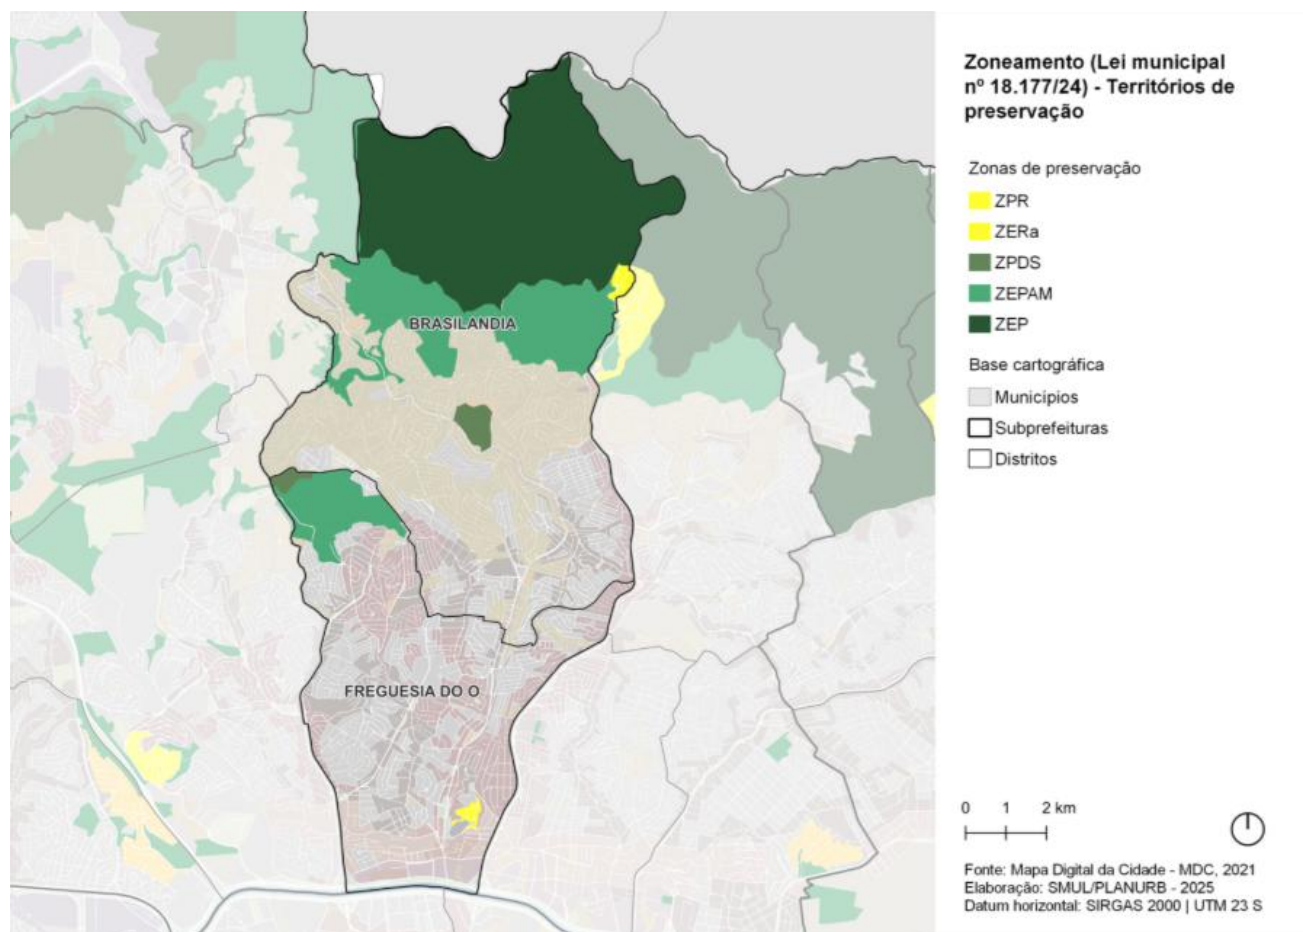 Zoneamento (Lei municipal
nº 18.177/24) - Territórios de
preservação
Zonas de preservação
ZPR
ZERa
ZPDS
ZEPAM
ZEP
Base cartográfica
Municipios
Subprefeituras
Distritos
BRASILANDIA
FREGUESIA DO O
0 1 2 km
Fonte: Mapa Digital da Cidade - MDC, 2021
Elaboração: SMUL/PLANURB - 2025
Datum horizontal: SIRGAS 2000 | UTM 23 S